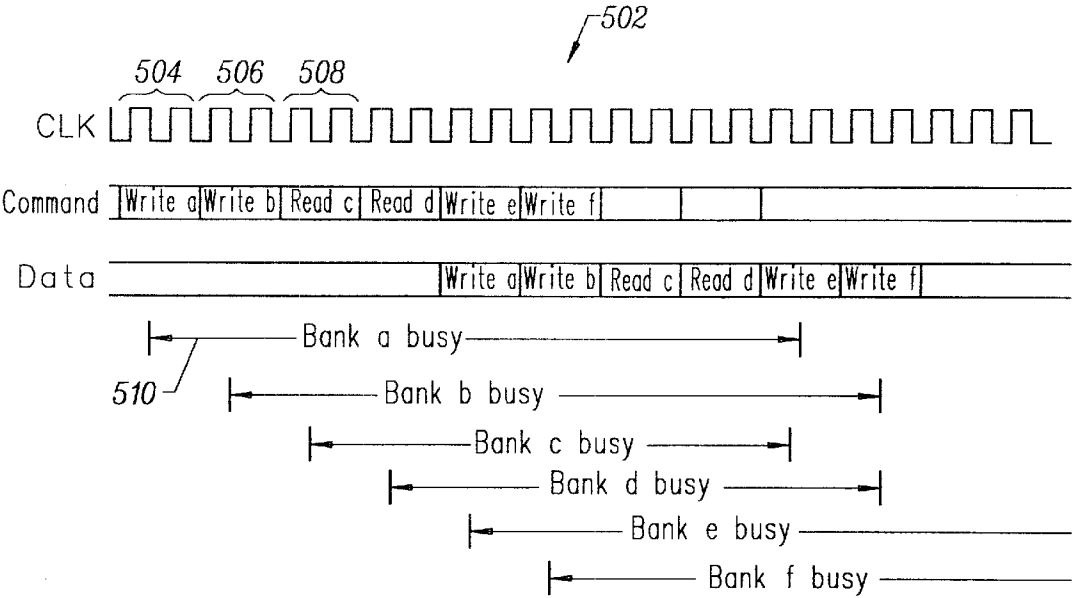 502
504 506 508
CLK
Command Write a Write b Read c Read d Write e Write f
Data Write a Write b Read c Read d Write e Write f
Bank a busy
510
Bank b busy
Bank c busy
Bank d busy
Bank e busy
Bank f busy